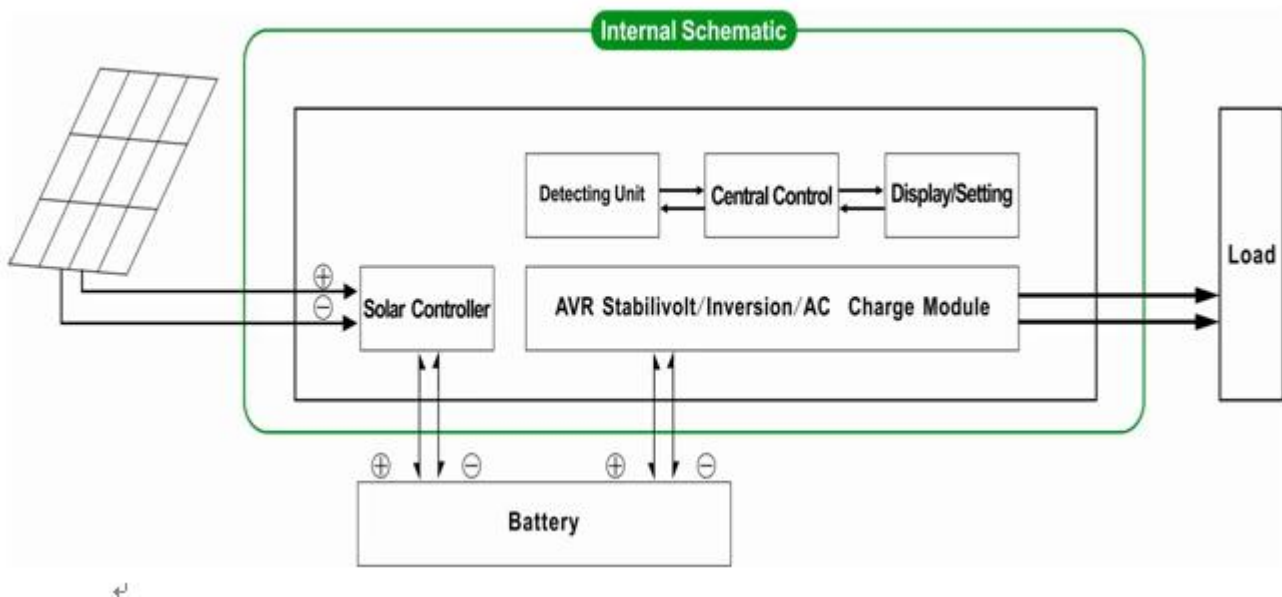 Internal Schematic
Detecting Unit
Central Control
Display/Setting
Load
⊕
⊖
Solar Controller
AVR Stabilivolt/Inversion/AC Charge Module
⊕ ⊖ ⊕ ⊖
Battery
↵